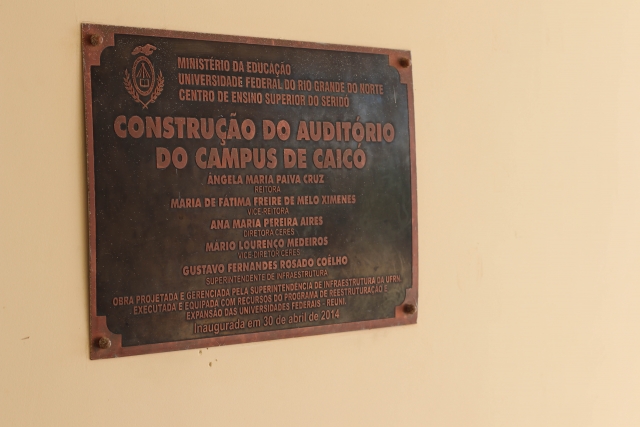 MINISTÉRIO DA EDUCAÇÃO
UNIVERSIDADE FEDERAL DO RIO GRANDE DO NORTE
CENTRO DE ENSINO SUPERIOR DO SERIDÓ
CONSTRUÇÃO DO AUDITÓRIO
DO CAMPUS DE CAICÓ
ÂNGELA MARIA PAIVA CRUZ
REITORA
MARIA DE FATIMA FREIRE DE MELO XIMENES
VICE-REITORA
ANA MARIA PEREIRA AIRES
DIRETORA CERES
MÁRIO LOURENÇO MEDEIROS
VICE-DIRETOR CERES
GUSTAVO FERNANDES ROSADO COÊLHO
SUPERINTENDENTE DE INFRAESTRUTURA
OBRA PROJETADA E GERENCIADA PELA SUPERINTENDÊNCIA DE INFRAESTRUTURA DA UFRN,
EXECUTADA E EQUIPADA COM RECURSOS DO PROGRAMA DE REESTRUTURAÇÃO E
EXPANSÃO DAS UNIVERSIDADES FEDERAIS - REUNI.
Inaugurada em 30 de abril de 2014